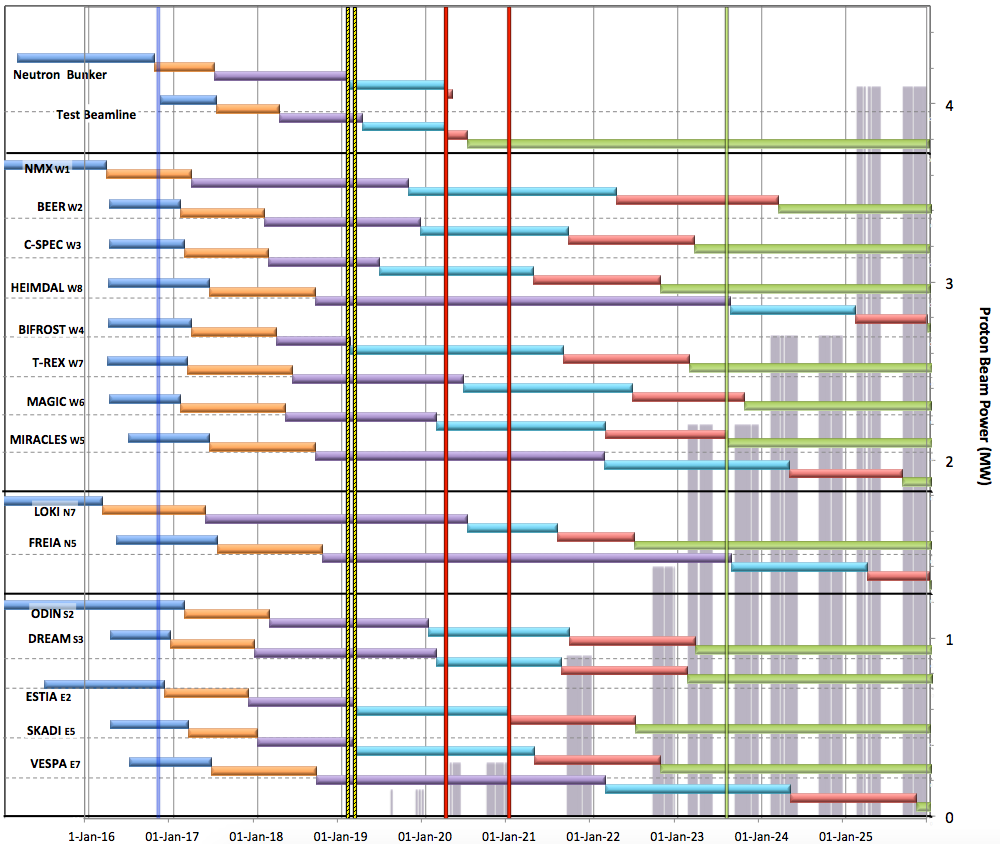 Neutron Bunker
Test Beamline
NMX W1
BEER W2
C-SPEC W3
HEIMDAL W8
BIFROST W4
T-REX W7
MAGIC W6
MIRACLES W5
LOKI N7
FREIA N5
ODIN S2
DREAM S3
ESTIA E2
SKADI E5
VESPA E7
4
3
2
1
0
Proton Beam Power (MW)
1-Jan-16 01-Jan-17 01-Jan-18 01-Jan-19 01-Jan-20 01-Jan-21 01-Jan-22 01-Jan-23 01-Jan-24 01-Jan-25